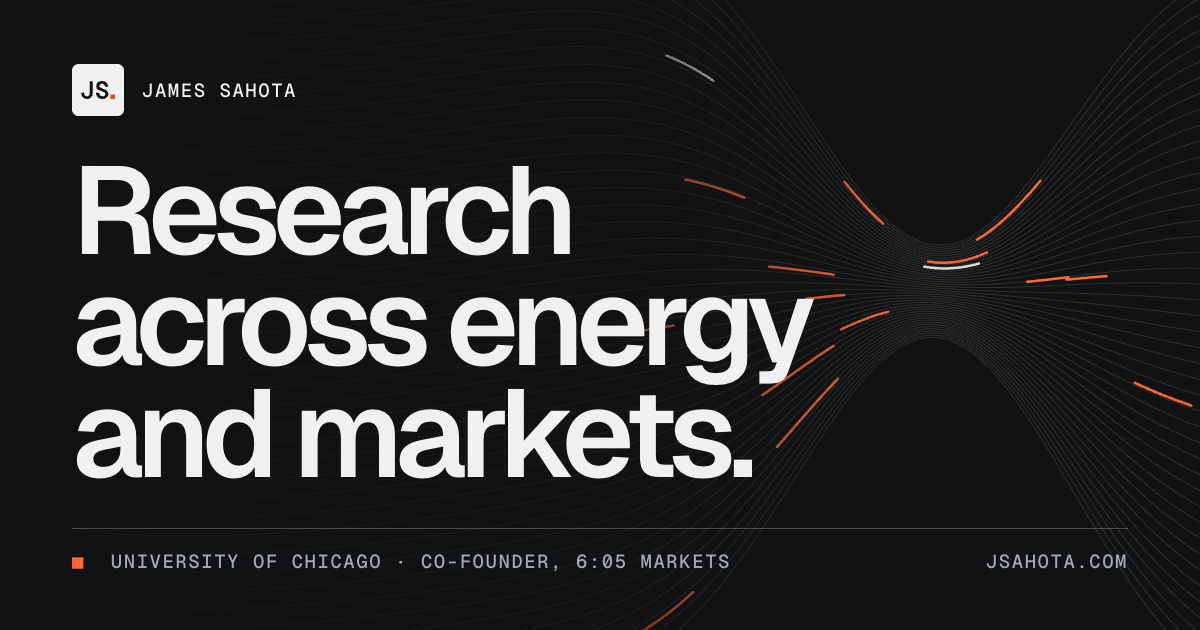 JS.
JAMES SAHOTA
Research
across energy
and markets.
UNIVERSITY OF CHICAGO · CO-FOUNDER, 6:05 MARKETS
JSAHOTA.COM